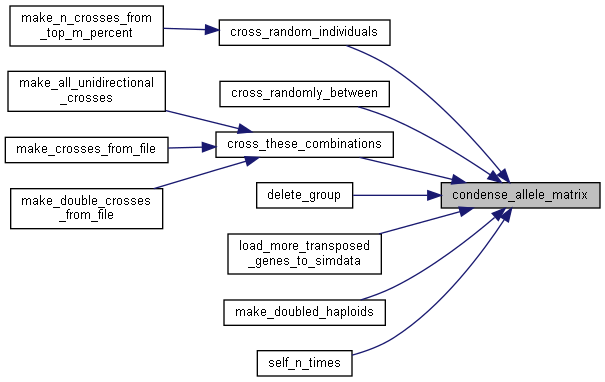 make_n_crosses_from
_top_m_percent
cross_random_individuals
make_all_unidirectional
_crosses
cross_randomly_between
make_crosses_from_file
cross_these_combinations
make_double_crosses
_from_file
delete_group
condense_allele_matrix
load_more_transposed
_genes_to_simdata
make_doubled_haploids
self_n_times